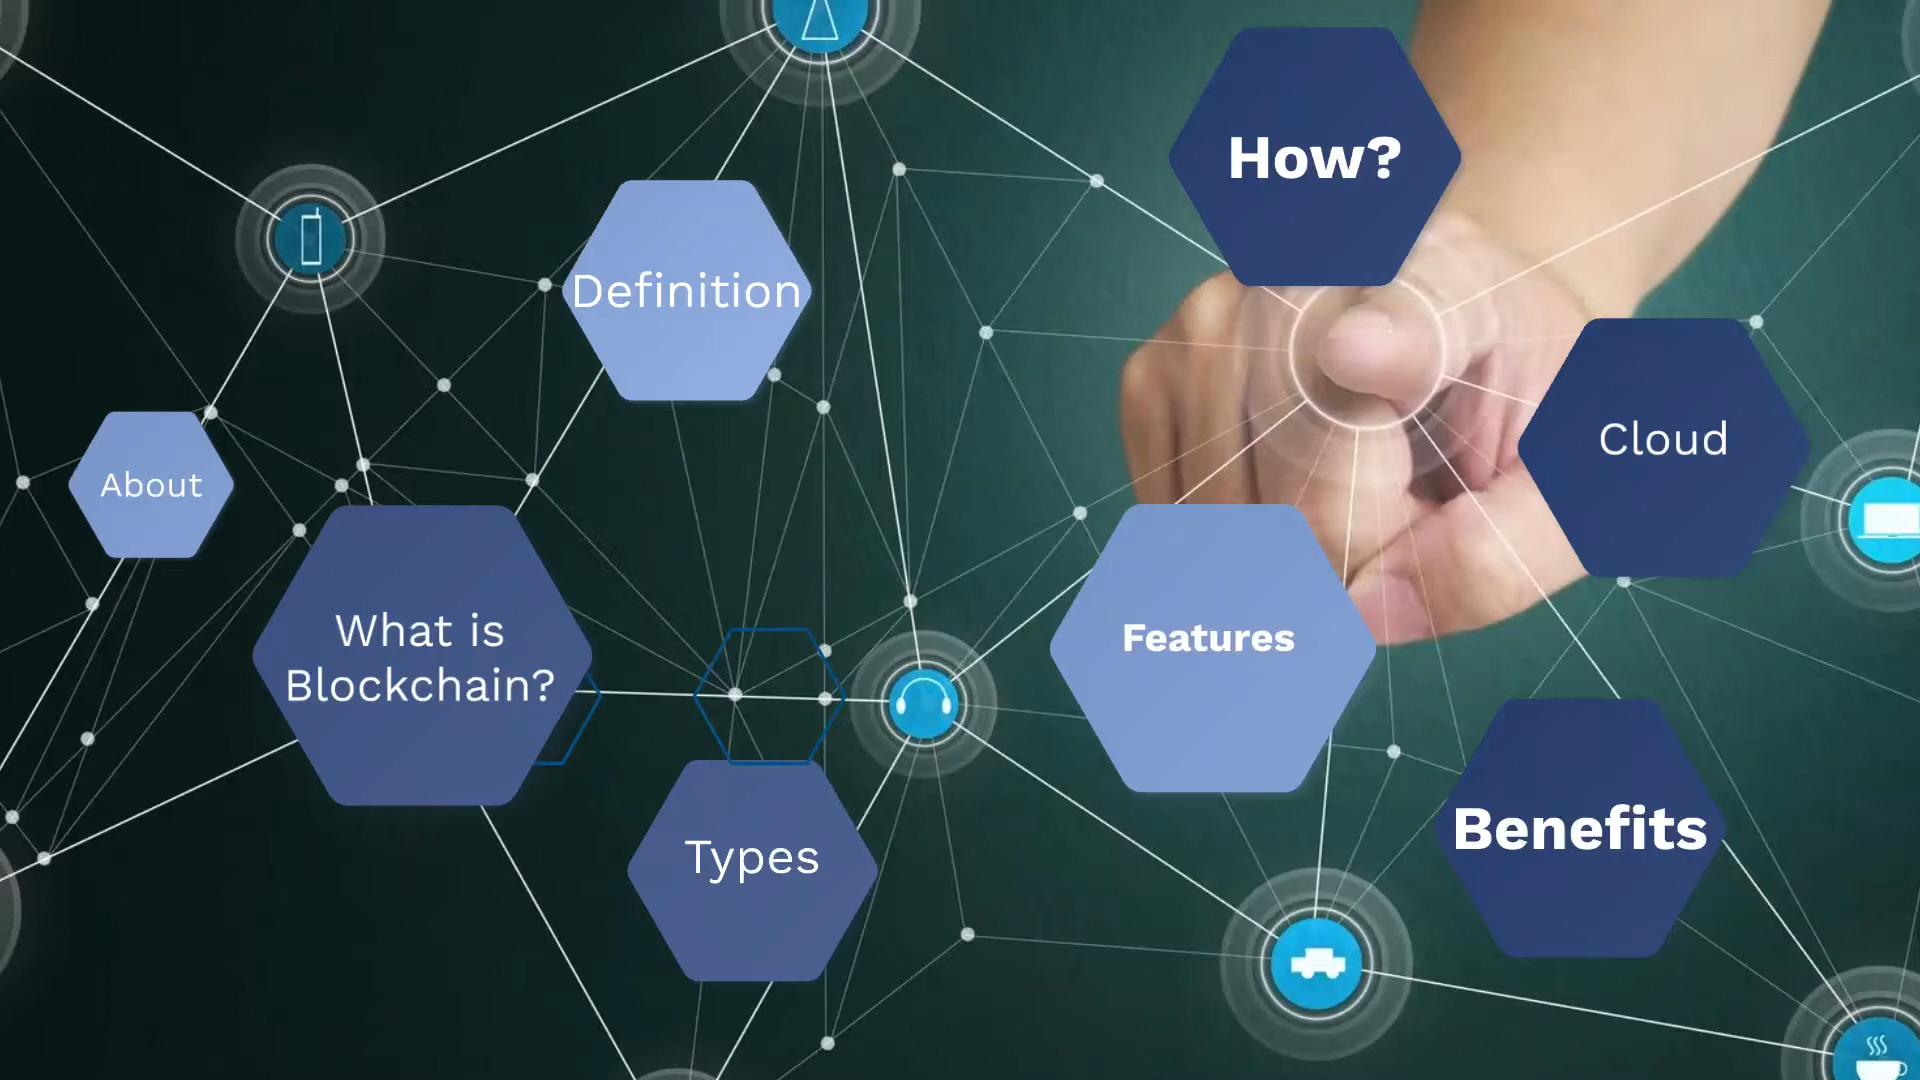 How?
Definition
Cloud
About
What is
Blockchain?
Features
Benefits
Types